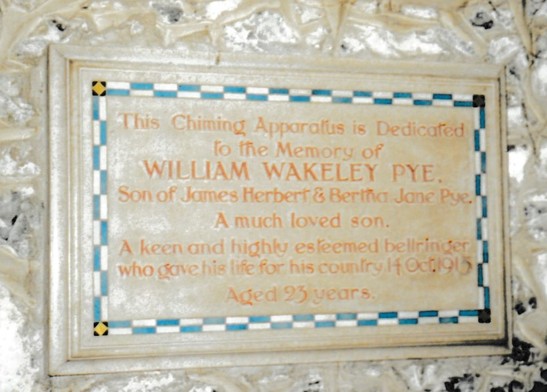 This Chiming Apparatus is Dedicated
to the Memory of
WILLIAM WAKELEY PYE.
Son of James Herbert & Bertha Jane Pye.
A much loved son.
A keen and highly esteemed bellringer
who gave his life for his country 14 Oct. 1915
Aged 23 years.